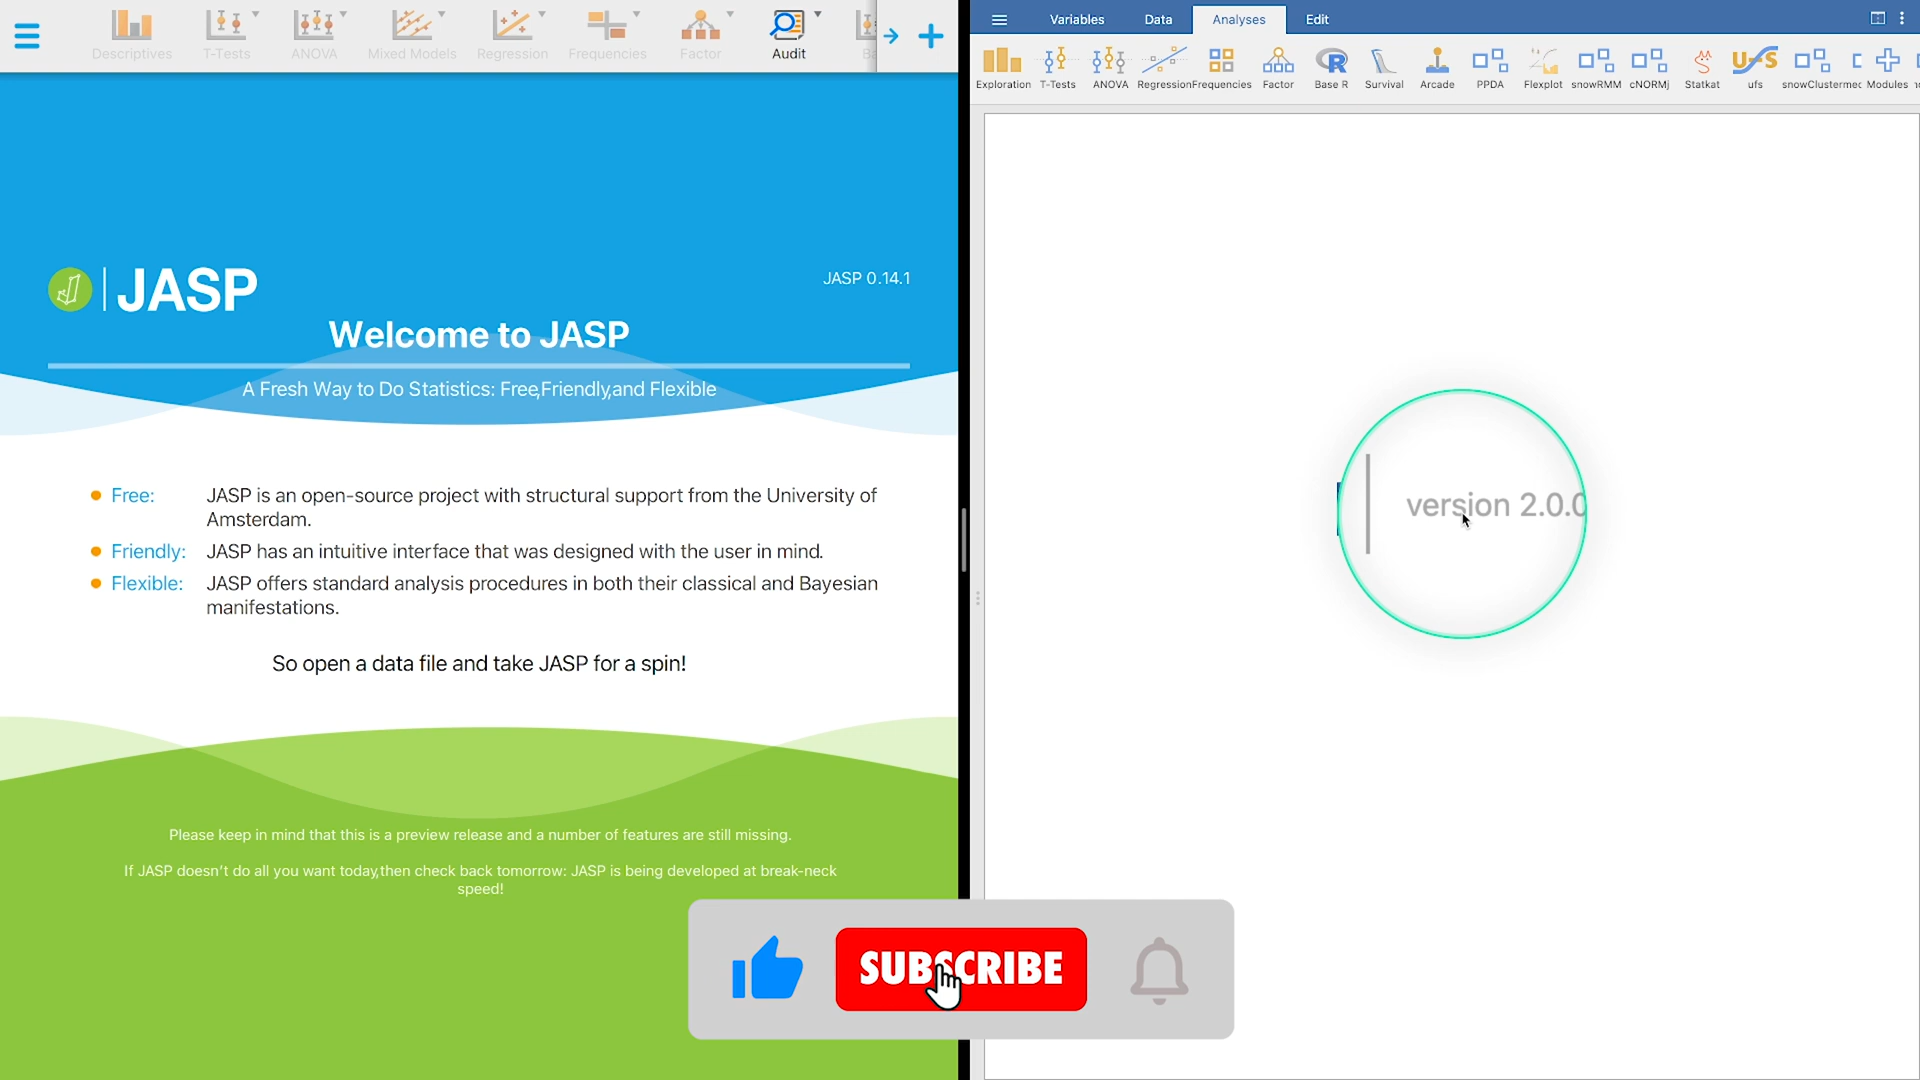 Descriptives
T-Tests
ANOVA
Mixed Models
Regression
Frequencies
Factor
Audit
Ba
JASP
JASP 0.14.1
Welcome to JASP
A Fresh Way to Do Statistics: Free,Friendly,and Flexible
Free:
JASP is an open-source project with structural support from the University of
Amsterdam.
Friendly:
JASP has an intuitive interface that was designed with the user in mind.
Flexible:
JASP offers standard analysis procedures in both their classical and Bayesian
manifestations.
So open a data file and take JASP for a spin!
Please keep in mind that this is a preview release and a number of features are still missing.
If JASP doesn't do all you want today,then check back tomorrow: JASP is being developed at break-neck
speed!
Variables
Data
Analyses
Edit
Exploration
T-Tests
ANOVA
Regression
Frequencies
Factor
R
Base R
Survival
Arcade
PPDA
Flexplot
snowRMM
cNORMj
Statkat
ufs
snowCluster
Modules
version 2.0.0
SUBSCRIBE